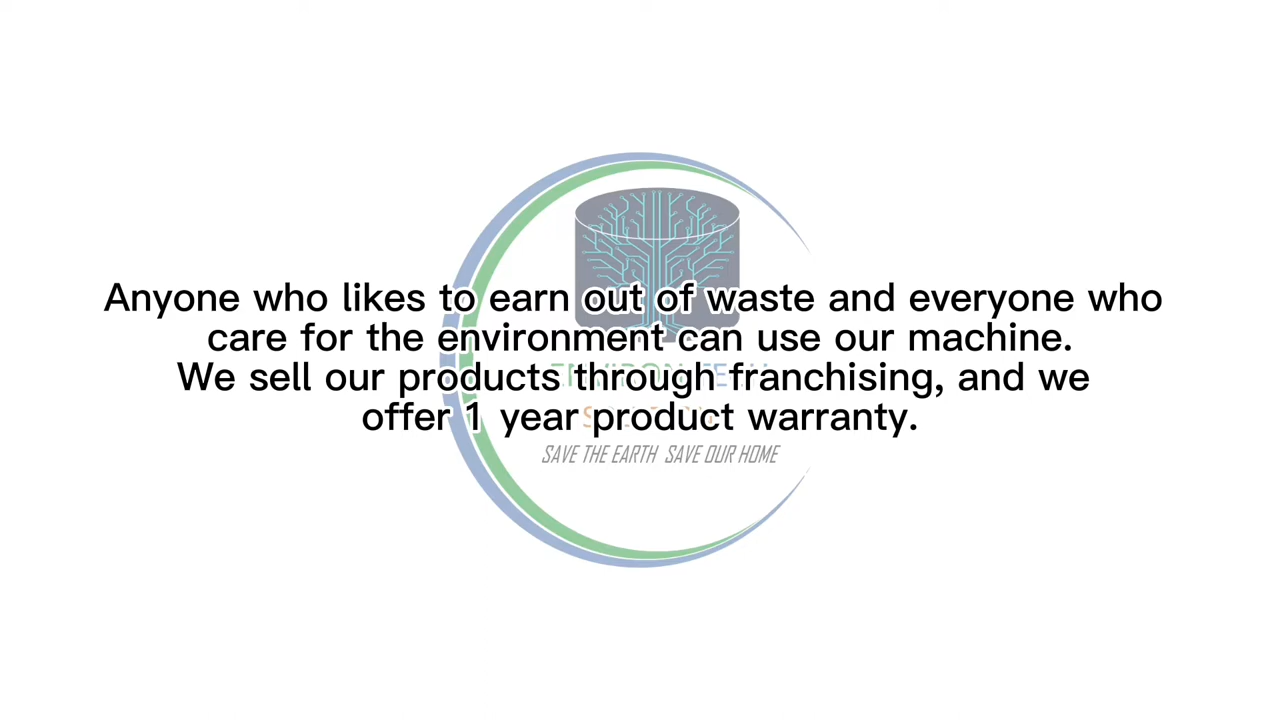 Anyone who likes to earn out of waste and everyone who
care for the environment can use our machine.
We sell our products through franchising, and we
offer 1 year product warranty.
SAVE THE EARTH SAVE OUR HOME